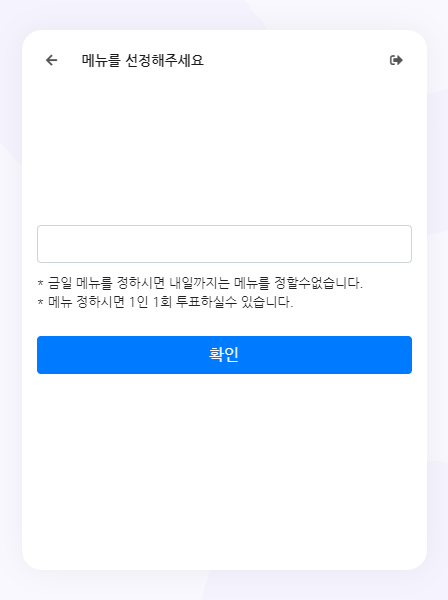 메뉴를 선정해주세요
* 금일 메뉴를 정하시면 내일까지는 메뉴를 정할수없습니다.
* 메뉴 정하시면 1인 1회 투표하실수 있습니다.
확인